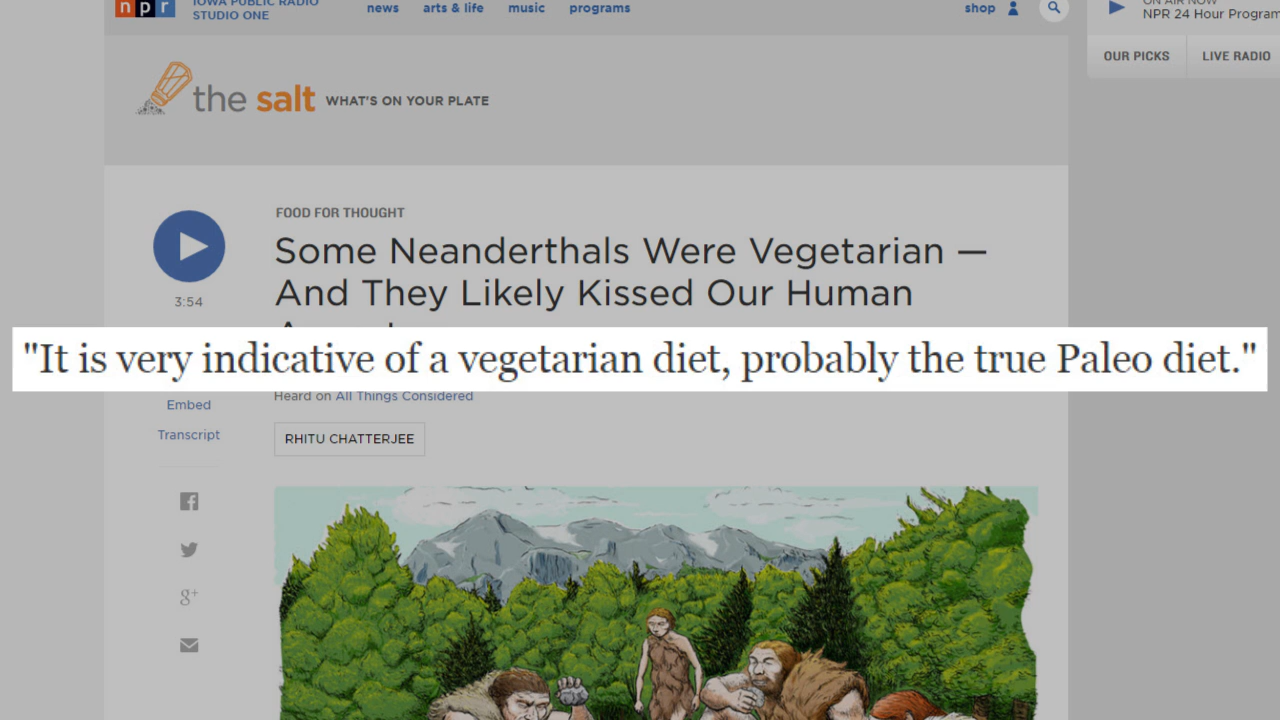 npr
IOWA PUBLIC RADIO
STUDIO ONE
news
arts & life
music
programs
shop
ON AIR NOW
NPR 24 Hour Program
OUR PICKS
LIVE RADIO
the salt
WHAT'S ON YOUR PLATE
FOOD FOR THOUGHT
Some Neanderthals Were Vegetarian —
And They Likely Kissed Our Human
3:54
"It is very indicative of a vegetarian diet, probably the true Paleo diet."
Embed
Transcript
Heard on All Things Considered
RHITU CHATTERJEE
g+